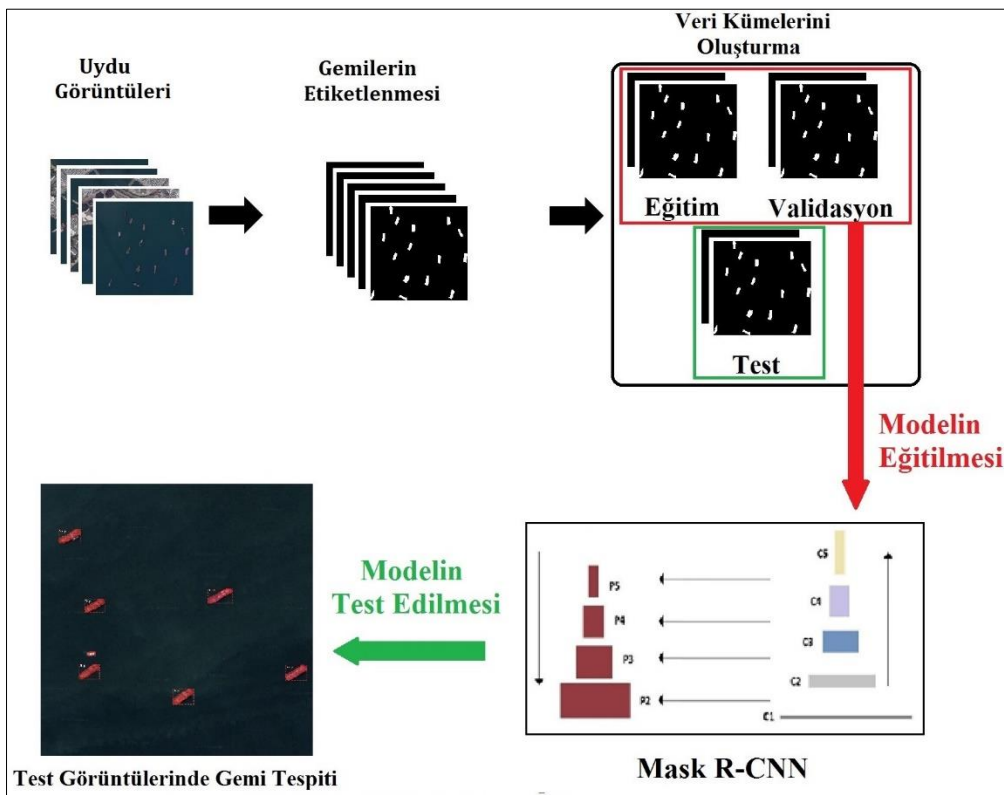 Uydu
Görüntüleri
Gemilerin
Etiketlenmesi
Veri Kümelerini
Oluşturma
Eğitim
Validasyon
Test
Modelin
Eğitilmesi
C5
C4
C3
C2
C1
P5
P4
P3
P2
Mask R-CNN
Modelin
Test Edilmesi
Test Görüntülerinde Gemi Tespiti